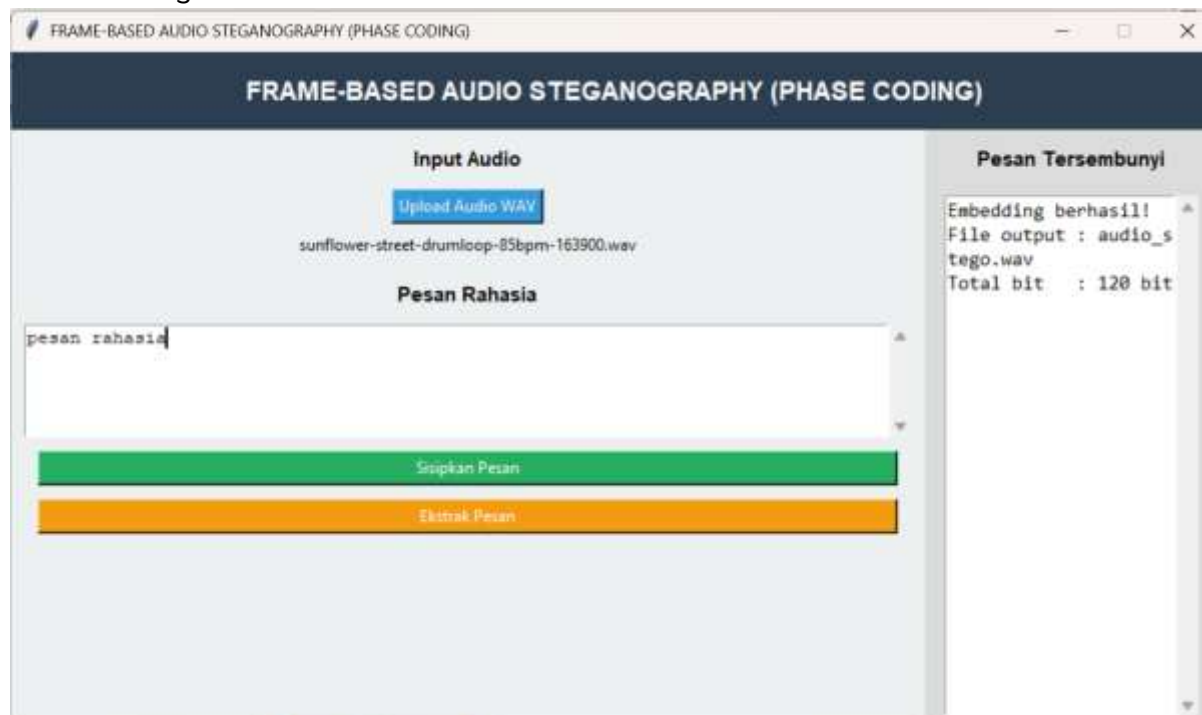 FRAME-BASED AUDIO STEGANOGRAPHY (PHASE CODING)
FRAME-BASED AUDIO STEGANOGRAPHY (PHASE CODING)
Input Audio
Upload Audio WAV
sunflower-street-drumloop-85bpm-163900.wav
Pesan Rahasia
pesan rahasia
Sisipkan Pesan
Ekstrak Pesan
Pesan Tersembunyi
Embedding berhasil!
File output : audio_s
tego.wav
Total bit : 120 bit